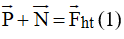 P⃗ + N⃗ = F⃗ht (1)